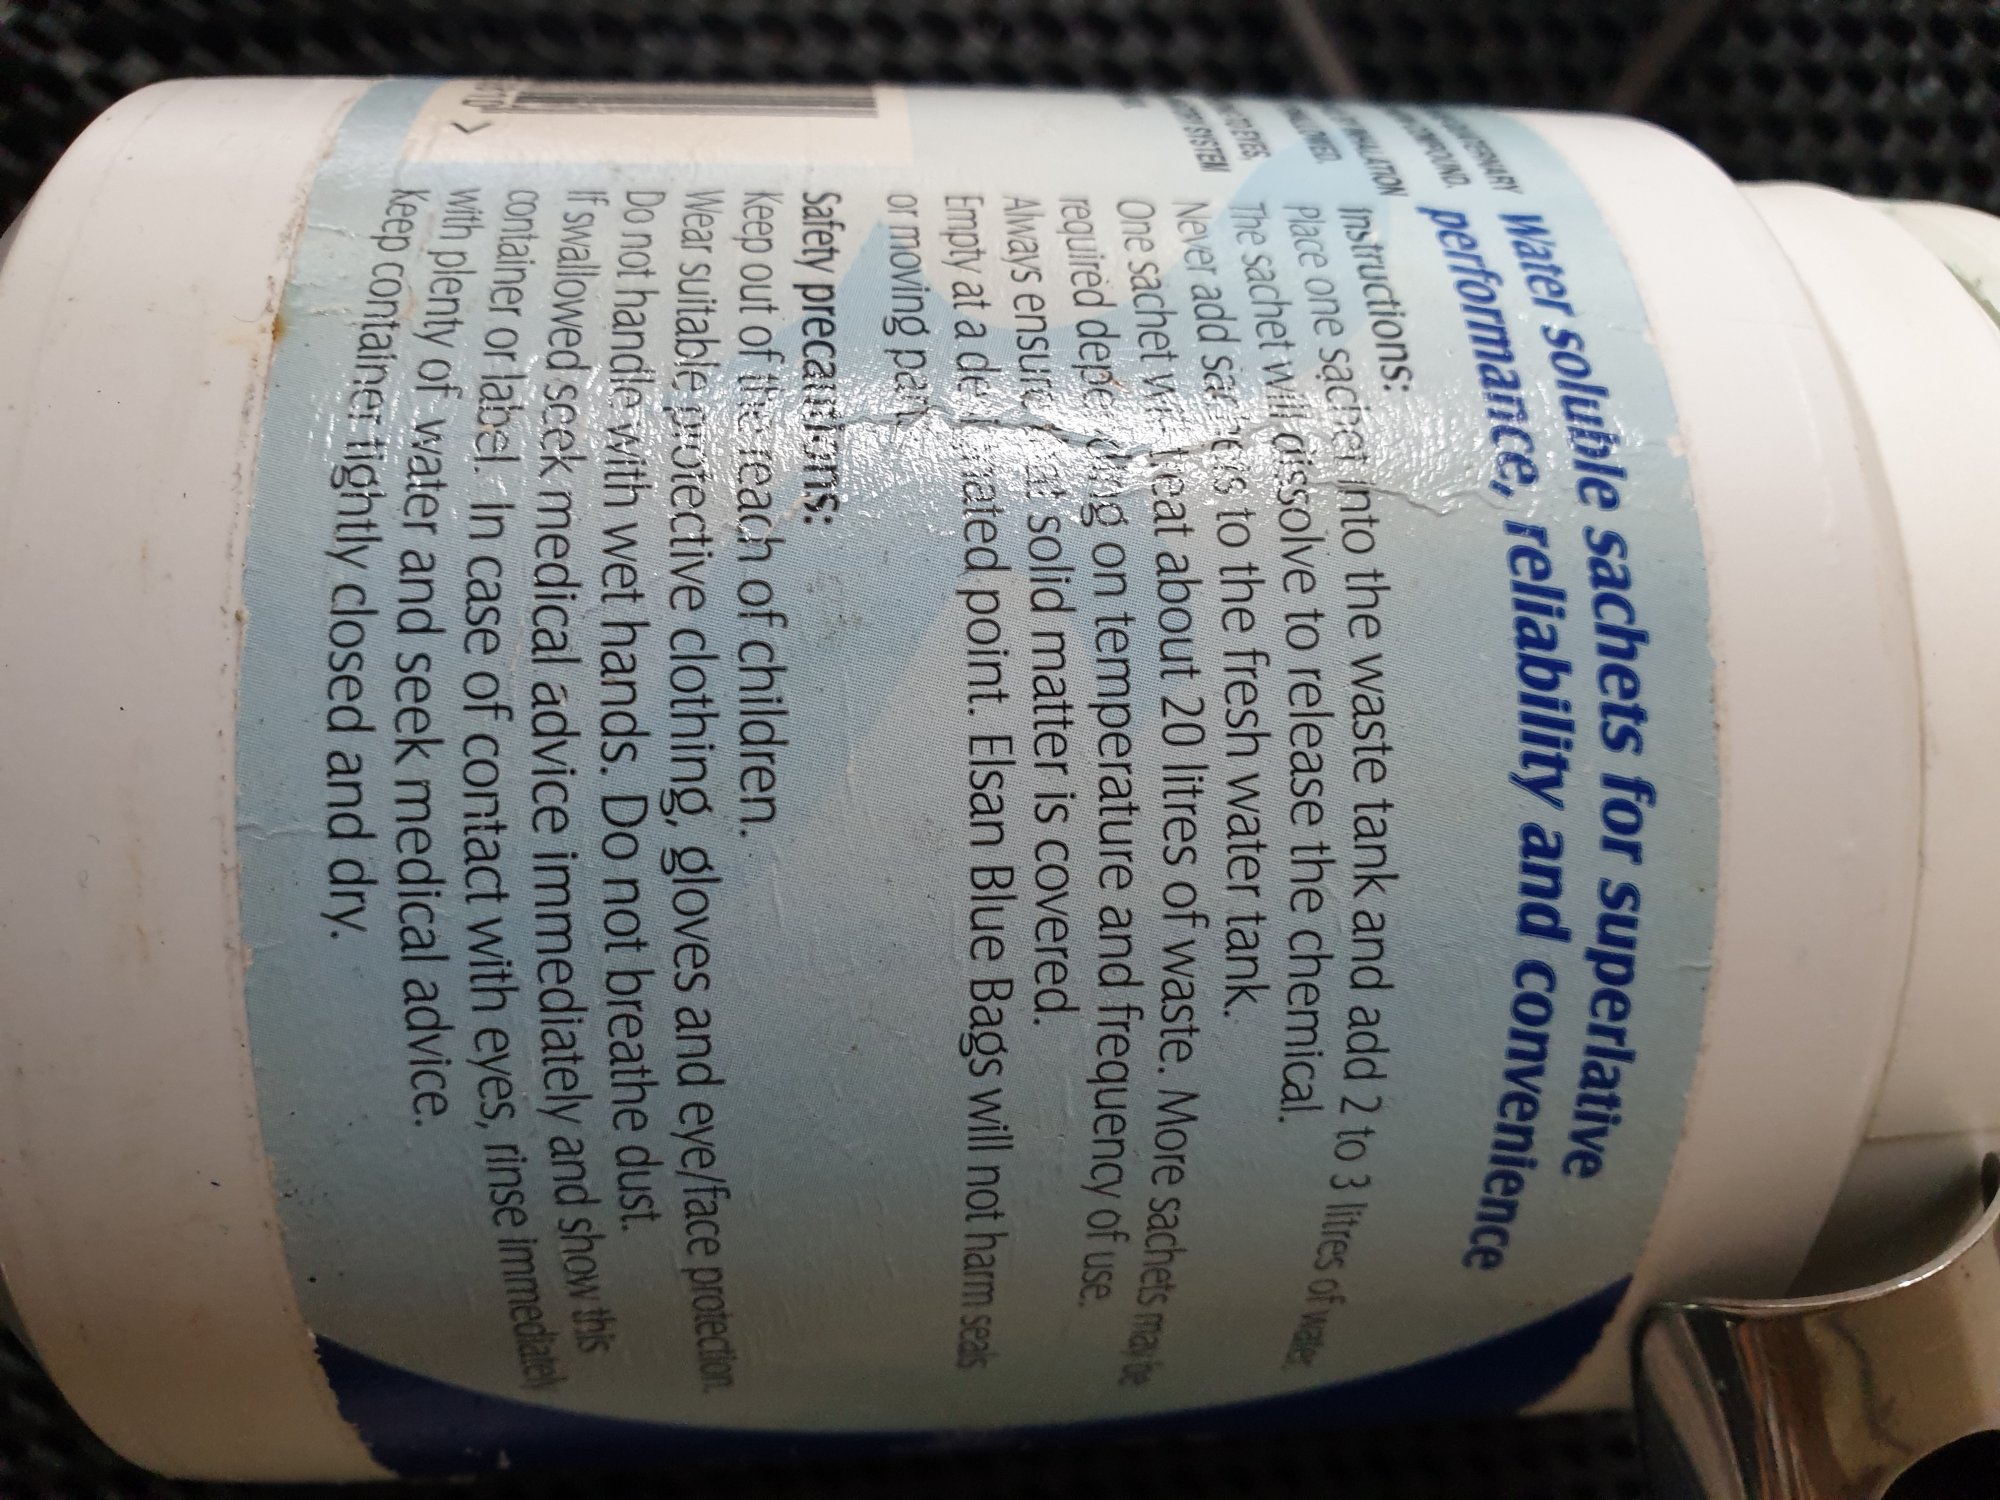 Water soluble sachets for superlative
performance, reliability and convenience
Instructions:
Place one sachet into the waste tank and add 2 to 3 litres of water
The sachet will dissolve to release the chemical.
Never add sachets to the fresh water tank.
One sachet will treat about 20 litres of waste. More sachets may be
required depending on temperature and frequency of use.
Always ensure that solid matter is covered.
Empty at a designated point. Elsan Blue Bags will not harm seals
or moving
Safety precautions:
Keep out of the reach of children.
Wear suitable protective clothing, gloves and eye/face protection.
Do not handle with wet hands. Do not breathe dust.
If swallowed seek medical advice immediately and show this
container or label. In case of contact with eyes, rinse immediately
with plenty of water and seek medical advice.
Keep container tightly closed and dry.
INHALATION
EYES
SYSTEM
>